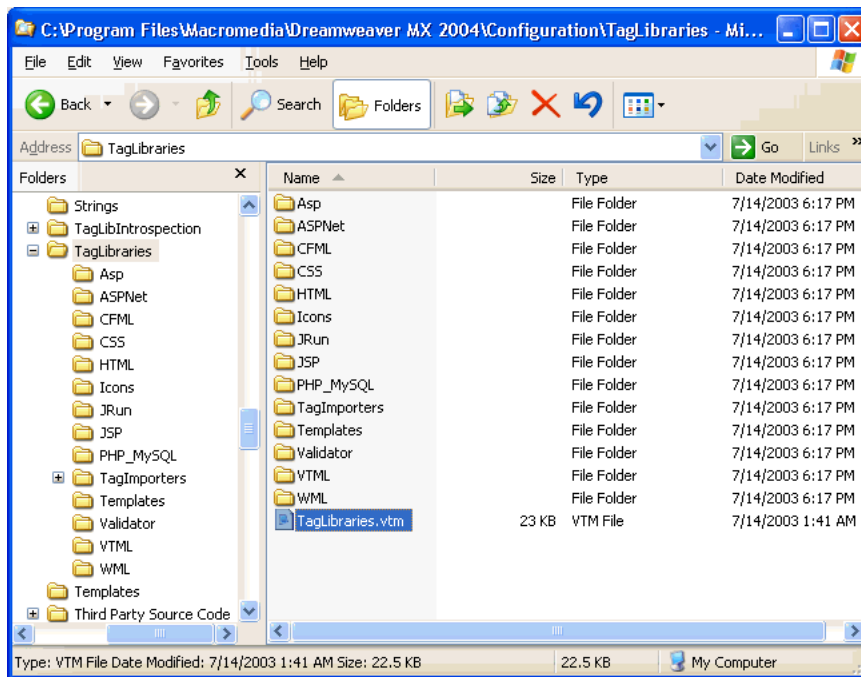 C:\Program Files\Macromedia\Dreamweaver MX 2004\Configuration\TagLibraries - Mi...
File Edit View Favorites Tools Help
Back Search Folders
Address TagLibraries Go Links »
Folders x Name Size Type Date Modified
Strings
TagLibIntrospection
TagLibraries
Asp
ASPNet
CFML
CSS
HTML
Icons
JRun
JSP
PHP_MySQL
TagImporters
Templates
Validator
VTML
WML
Templates
Third Party Source Code
Asp File Folder 7/14/2003 6:17 PM
ASPNet File Folder 7/14/2003 6:17 PM
CFML File Folder 7/14/2003 6:17 PM
CSS File Folder 7/14/2003 6:17 PM
HTML File Folder 7/14/2003 6:17 PM
Icons File Folder 7/14/2003 6:17 PM
JRun File Folder 7/14/2003 6:17 PM
JSP File Folder 7/14/2003 6:17 PM
PHP_MySQL File Folder 7/14/2003 6:17 PM
TagImporters File Folder 7/14/2003 6:17 PM
Templates File Folder 7/14/2003 6:17 PM
Validator File Folder 7/14/2003 6:17 PM
VTML File Folder 7/14/2003 6:17 PM
WML File Folder 7/14/2003 6:17 PM
TagLibraries.vtm 23 KB VTM File 7/14/2003 1:41 AM
Type: VTM File Date Modified: 7/14/2003 1:41 AM Size: 22.5 KB 22.5 KB My Computer